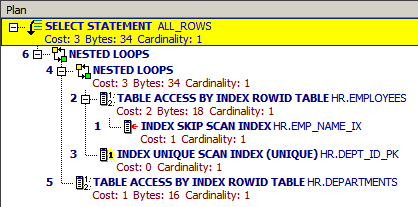 Plan
SELECT STATEMENT ALL_ROWS
Cost: 3 Bytes: 34 Cardinality: 1
6 NESTED LOOPS
4 NESTED LOOPS
Cost: 3 Bytes: 34 Cardinality: 1
2 TABLE ACCESS BY INDEX ROWID TABLE HR.EMPLOYEES
Cost: 2 Bytes: 18 Cardinality: 1
1 INDEX SKIP SCAN INDEX HR.EMP_NAME_IX
Cost: 1 Cardinality: 1
3 INDEX UNIQUE SCAN INDEX (UNIQUE) HR.DEPT_ID_PK
Cost: 0 Cardinality: 1
5 TABLE ACCESS BY INDEX ROWID TABLE HR.DEPARTMENTS
Cost: 1 Bytes: 16 Cardinality: 1